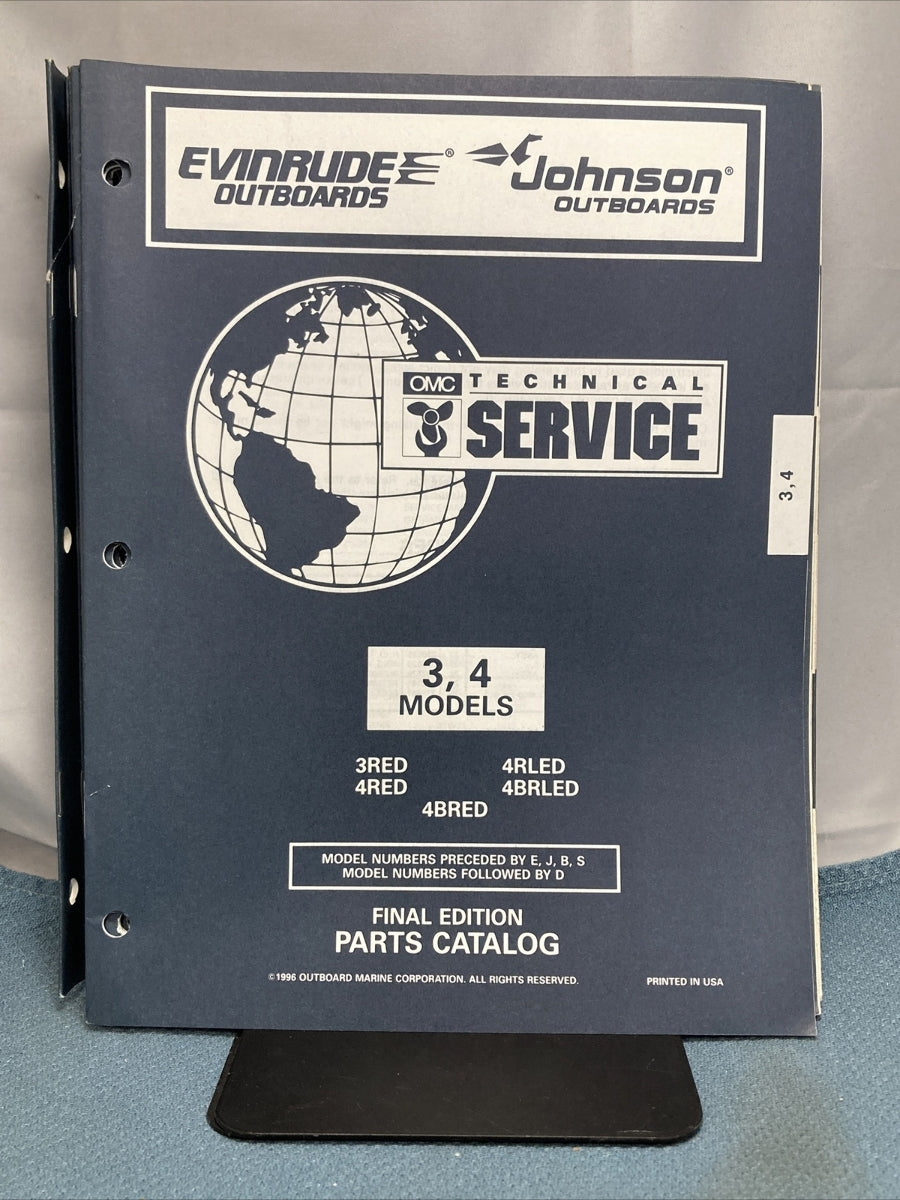 EVINRUDE®
OUTBOARDS
Johnson®
OUTBOARDS
OMC TECHNICAL
SERVICE
3, 4
3, 4
MODELS
3RED 4RLED
4RED 4BRLED
4BRED
MODEL NUMBERS PRECEDED BY E, J, B, S
MODEL NUMBERS FOLLOWED BY D
FINAL EDITION
PARTS CATALOG
©1996 OUTBOARD MARINE CORPORATION. ALL RIGHTS RESERVED. PRINTED IN USA